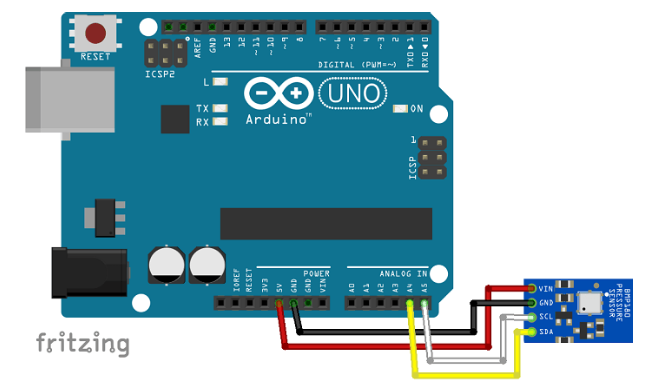 RESET
ICSP2
AREF
GND
13
12
~11
~10
~9
8
7
~6
~5
4
~3
2
TX0▶1
RX0◀0
DIGITAL (PWM=~)
L
TX
RX
Arduino™
UNO
ON
1
ICSP
POWER
ANALOG IN
IOREF
RESET
3V3
5V
GND
GND
VIN
A0
A1
A2
A3
A4
A5
VIN
GND
SCL
SDA
BMP180
PRESSURE
SENSOR
fritzing